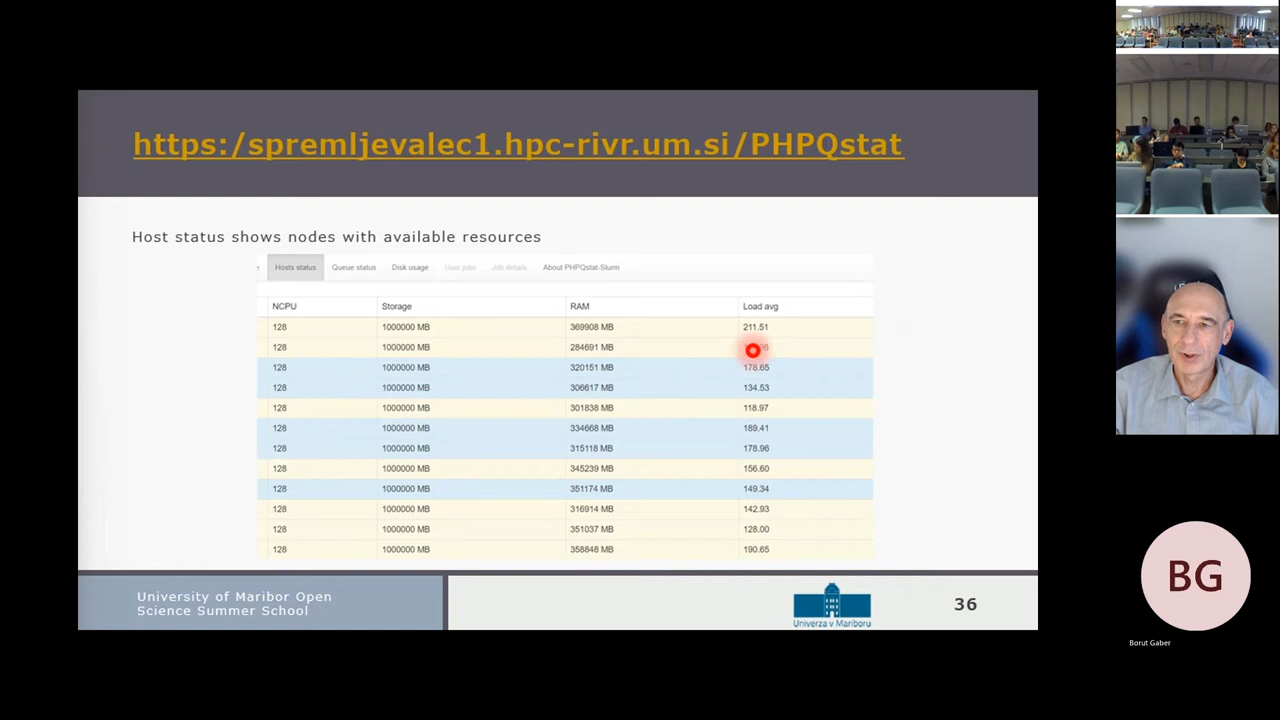 https:/spremljevalec1.hpc-rivr.um.si/PHPQstat
Host status shows nodes with available resources
e Hosts status Queue status Disk usage User jobs Job details About PHPQstat-Slurm
NCPU Storage RAM Load avg
128 1000000 MB 369908 MB 211.51
128 1000000 MB 284691 MB
128 1000000 MB 320151 MB 178.65
128 1000000 MB 306617 MB 134.53
128 1000000 MB 301838 MB 118.97
128 1000000 MB 334668 MB 189.41
128 1000000 MB 315118 MB 178.96
128 1000000 MB 345239 MB 156.60
128 1000000 MB 351174 MB 149.34
128 1000000 MB 316914 MB 142.93
128 1000000 MB 351037 MB 128.00
128 1000000 MB 358848 MB 190.65
University of Maribor Open
Science Summer School
Univerza v Mariboru
36
BG
Borut Gaber